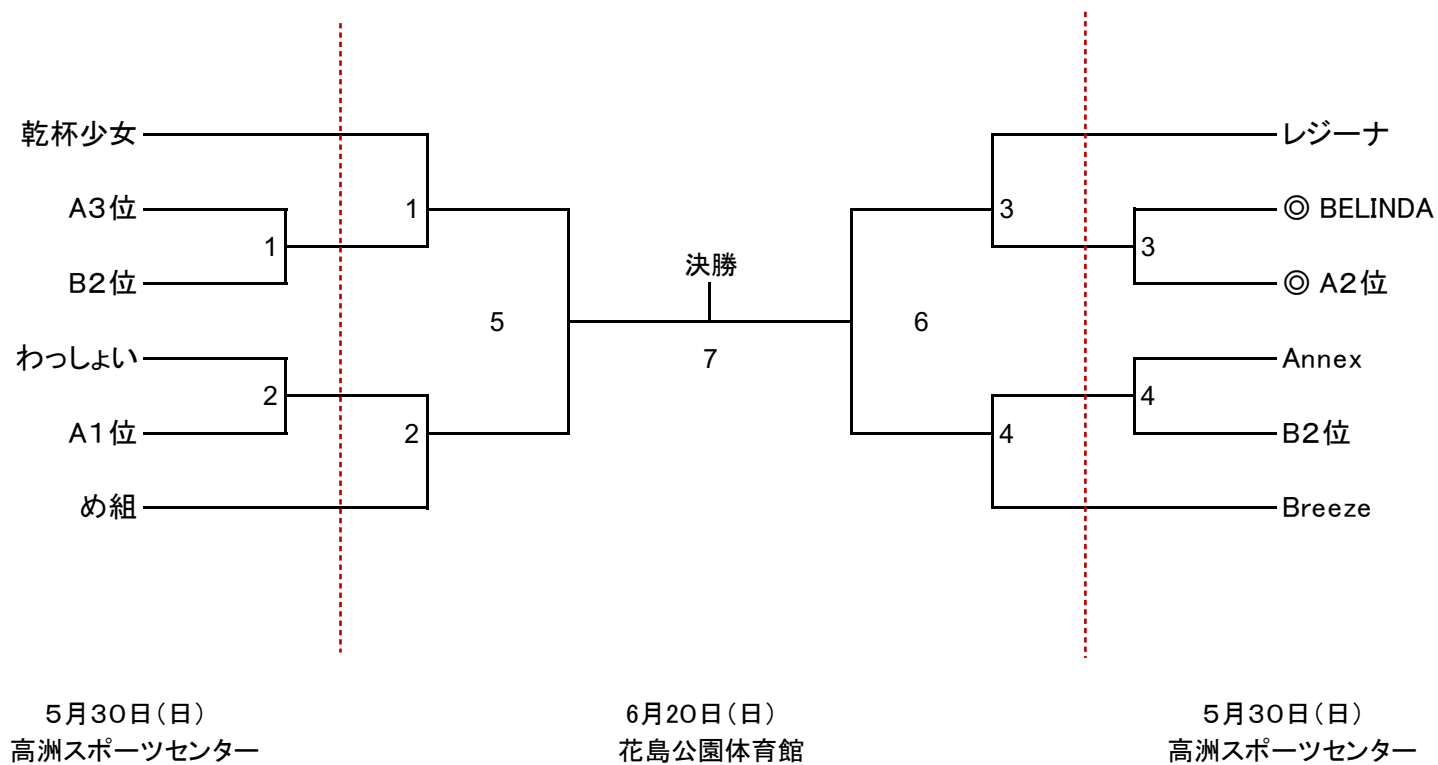 乾杯少女
A3位
B2位
わっしょい
A1位
め組
1
2
1
2
5
決勝
7
6
3
4
3
4
レジーナ
◎ BELINDA
◎ A2位
Annex
B2位
Breeze
5月30日(日)
高洲スポーツセンター
6月20日(日)
花島公園体育館
5月30日(日)
高洲スポーツセンター